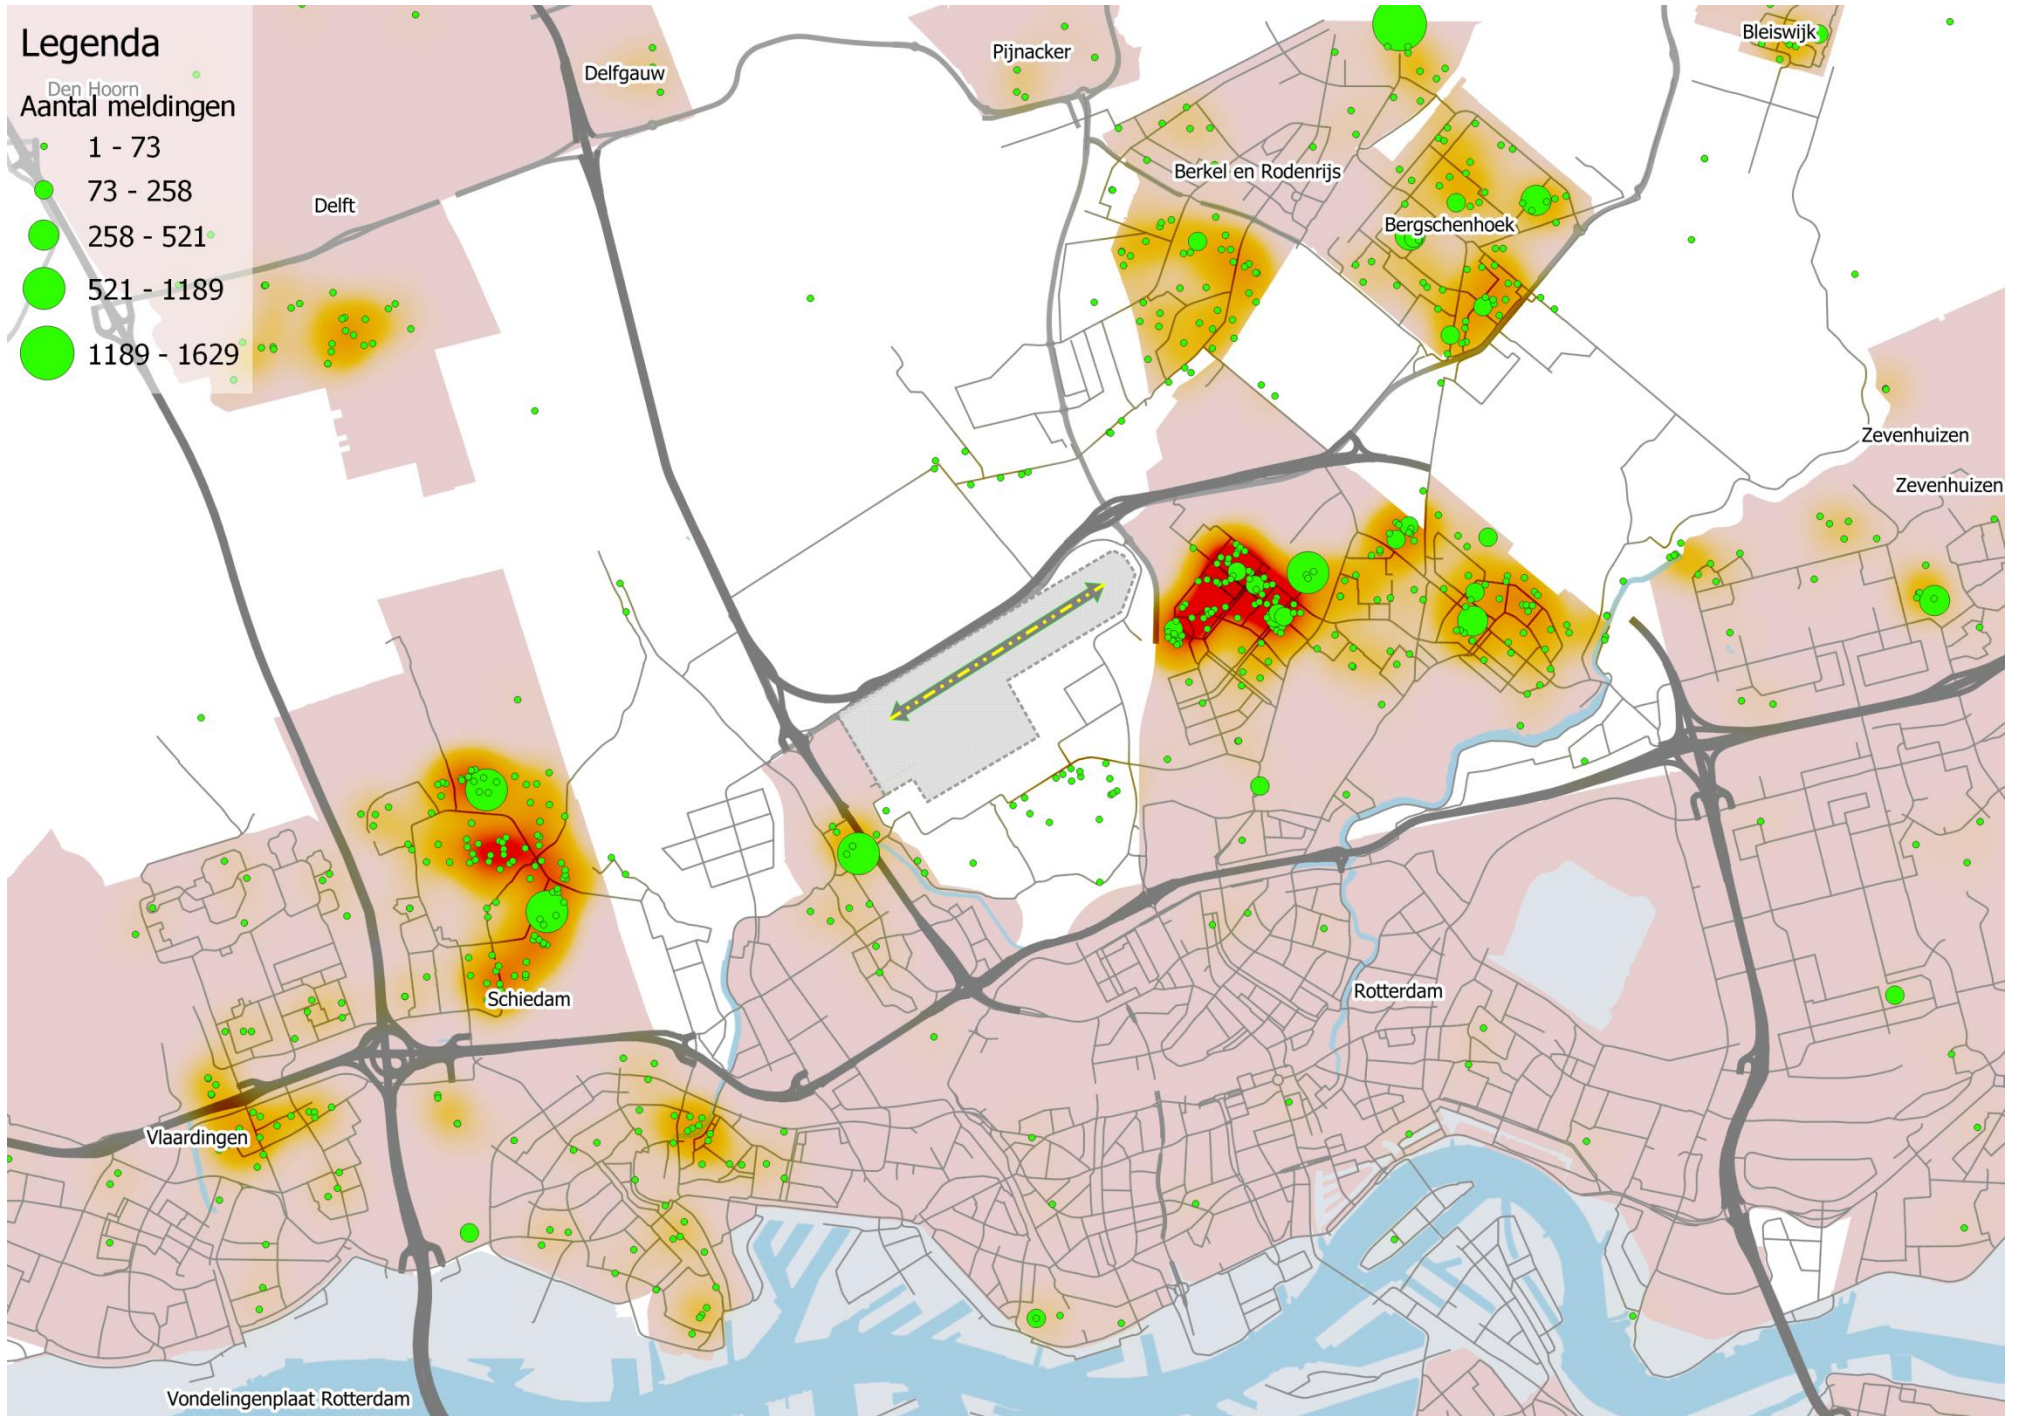 Legenda
Den Hoorn
Aantal meldingen
1 - 73
73 - 258
258 - 521
521 - 1189
1189 - 1629
Delfgauw
Pijnacker
Bleiswijk
Delft
Berkel en Rodenrijs
Bergschenhoek
Zevenhuizen
Zevenhuizen
Schiedam
Rotterdam
Vlaardingen
Vondelingenplaat Rotterdam